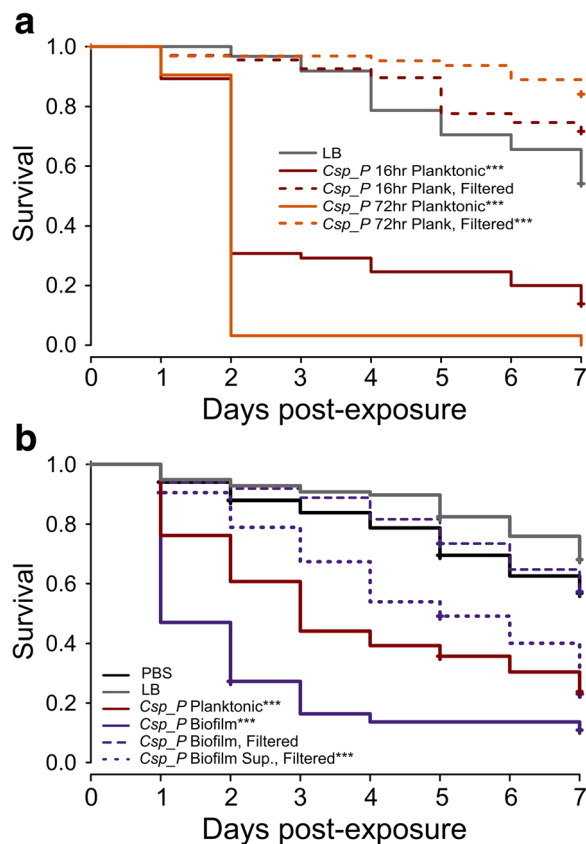 a
1.0
0.8
0.6
0.4
0.2
0.0
Survival
LB
Csp_P 16hr Planktonic***
Csp_P 16hr Plank, Filtered
Csp_P 72hr Planktonic***
Csp_P 72hr Plank, Filtered***
0 1 2 3 4 5 6 7
Days post-exposure
b
1.0
0.8
0.6
0.4
0.2
0.0
Survival
PBS
LB
Csp_P Planktonic***
Csp_P Biofilm***
Csp_P Biofilm, Filtered
Csp_P Biofilm Sup., Filtered***
0 1 2 3 4 5 6 7
Days post-exposure